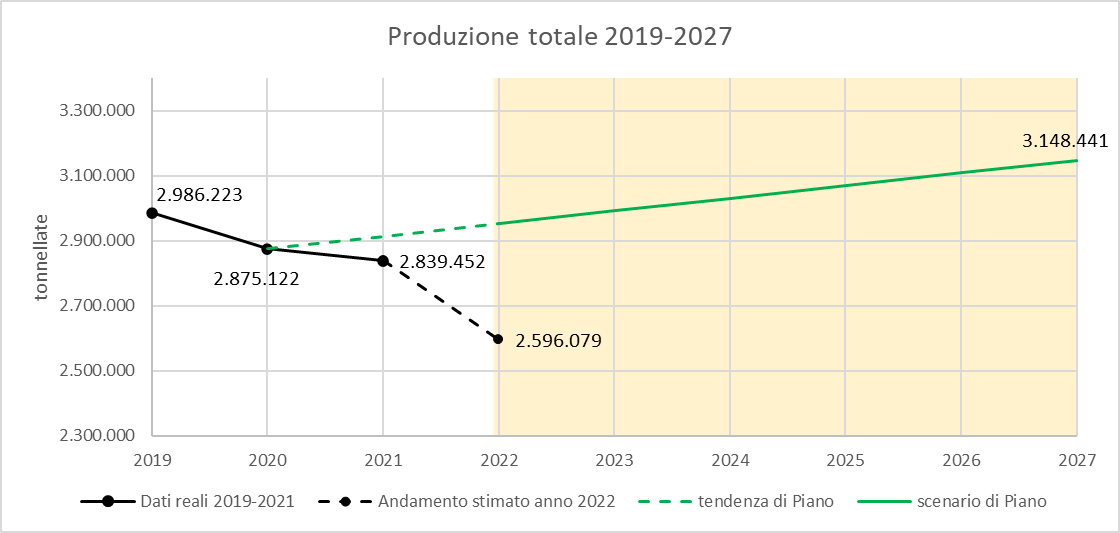 Produzione totale 2019-2027
tonnellate
3.300.000
3.100.000
2.900.000
2.700.000
2.500.000
2.300.000
2.986.223
2.875.122
2.839.452
2.596.079
3.148.441
2019 2020 2021 2022 2023 2024 2025 2026 2027
Dati reali 2019-2021 Andamento stimato anno 2022 tendenza di Piano scenario di Piano